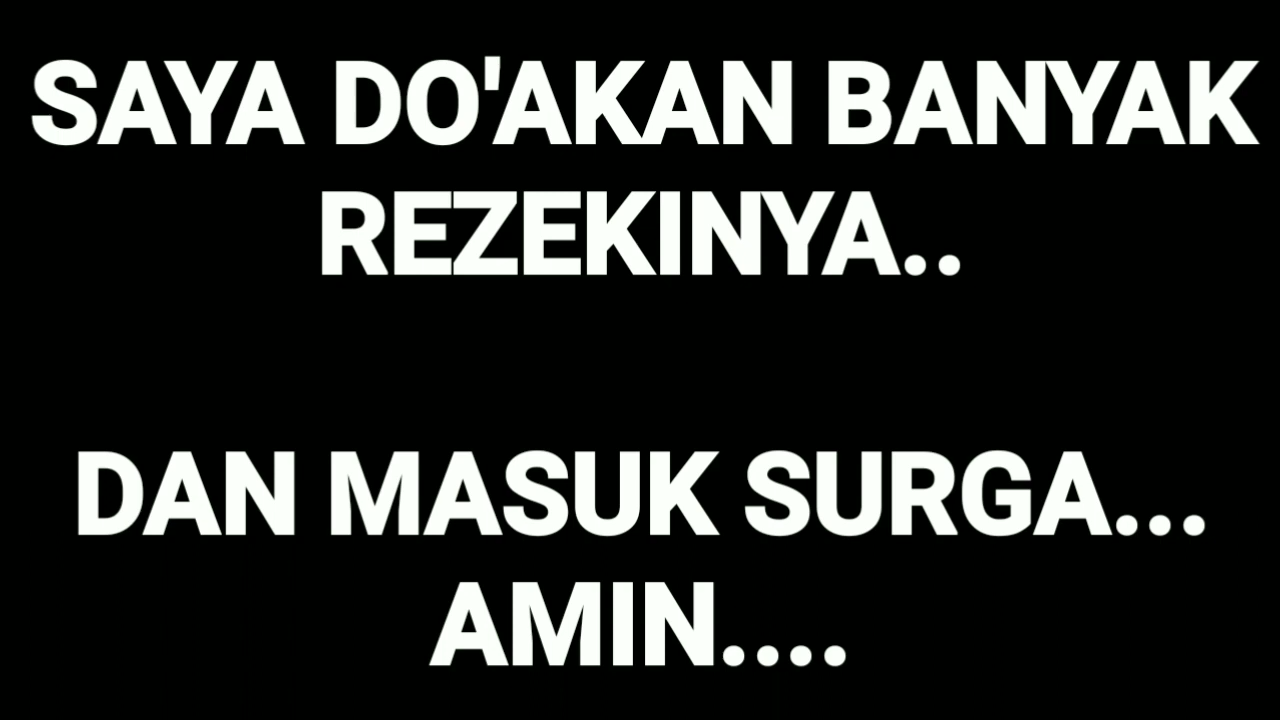 SAYA DO'AKAN BANYAK
REZEKINYA..
DAN MASUK SURGA...
AMIN....